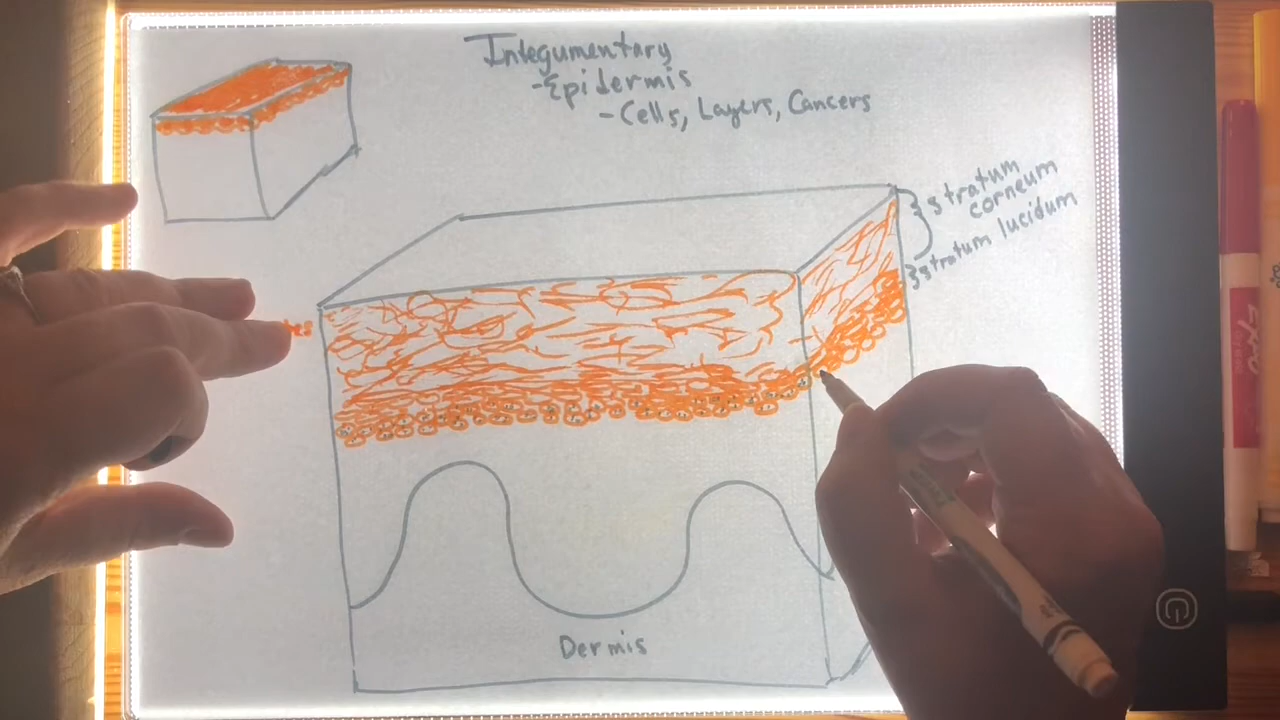 Integumentary
-Epidermis
-Cells, Layers, Cancers
stratum
corneum
stratum lucidum
Dermis